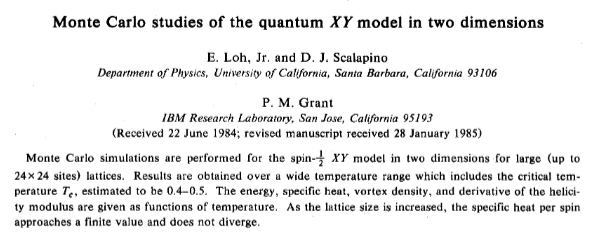 Monte Carlo studies of the quantum XY model in two dimensions
E. Loh, Jr. and D. J. Scalapino
Department of Physics, University of California, Santa Barbara, California 93106
P. M. Grant
IBM Research Laboratory, San Jose, California 95193
(Received 22 June 1984; revised manuscript received 28 January 1985)
Monte Carlo simulations are performed for the spin-½ XY model in two dimensions for large (up to
24×24 sites) lattices. Results are obtained over a wide temperature range which includes the critical tem-
perature Tc, estimated to be 0.4–0.5. The energy, specific heat, vortex density, and derivative of the helici-
ty modulus are given as functions of temperature. As the lattice size is increased, the specific heat per spin
approaches a finite value and does not diverge.